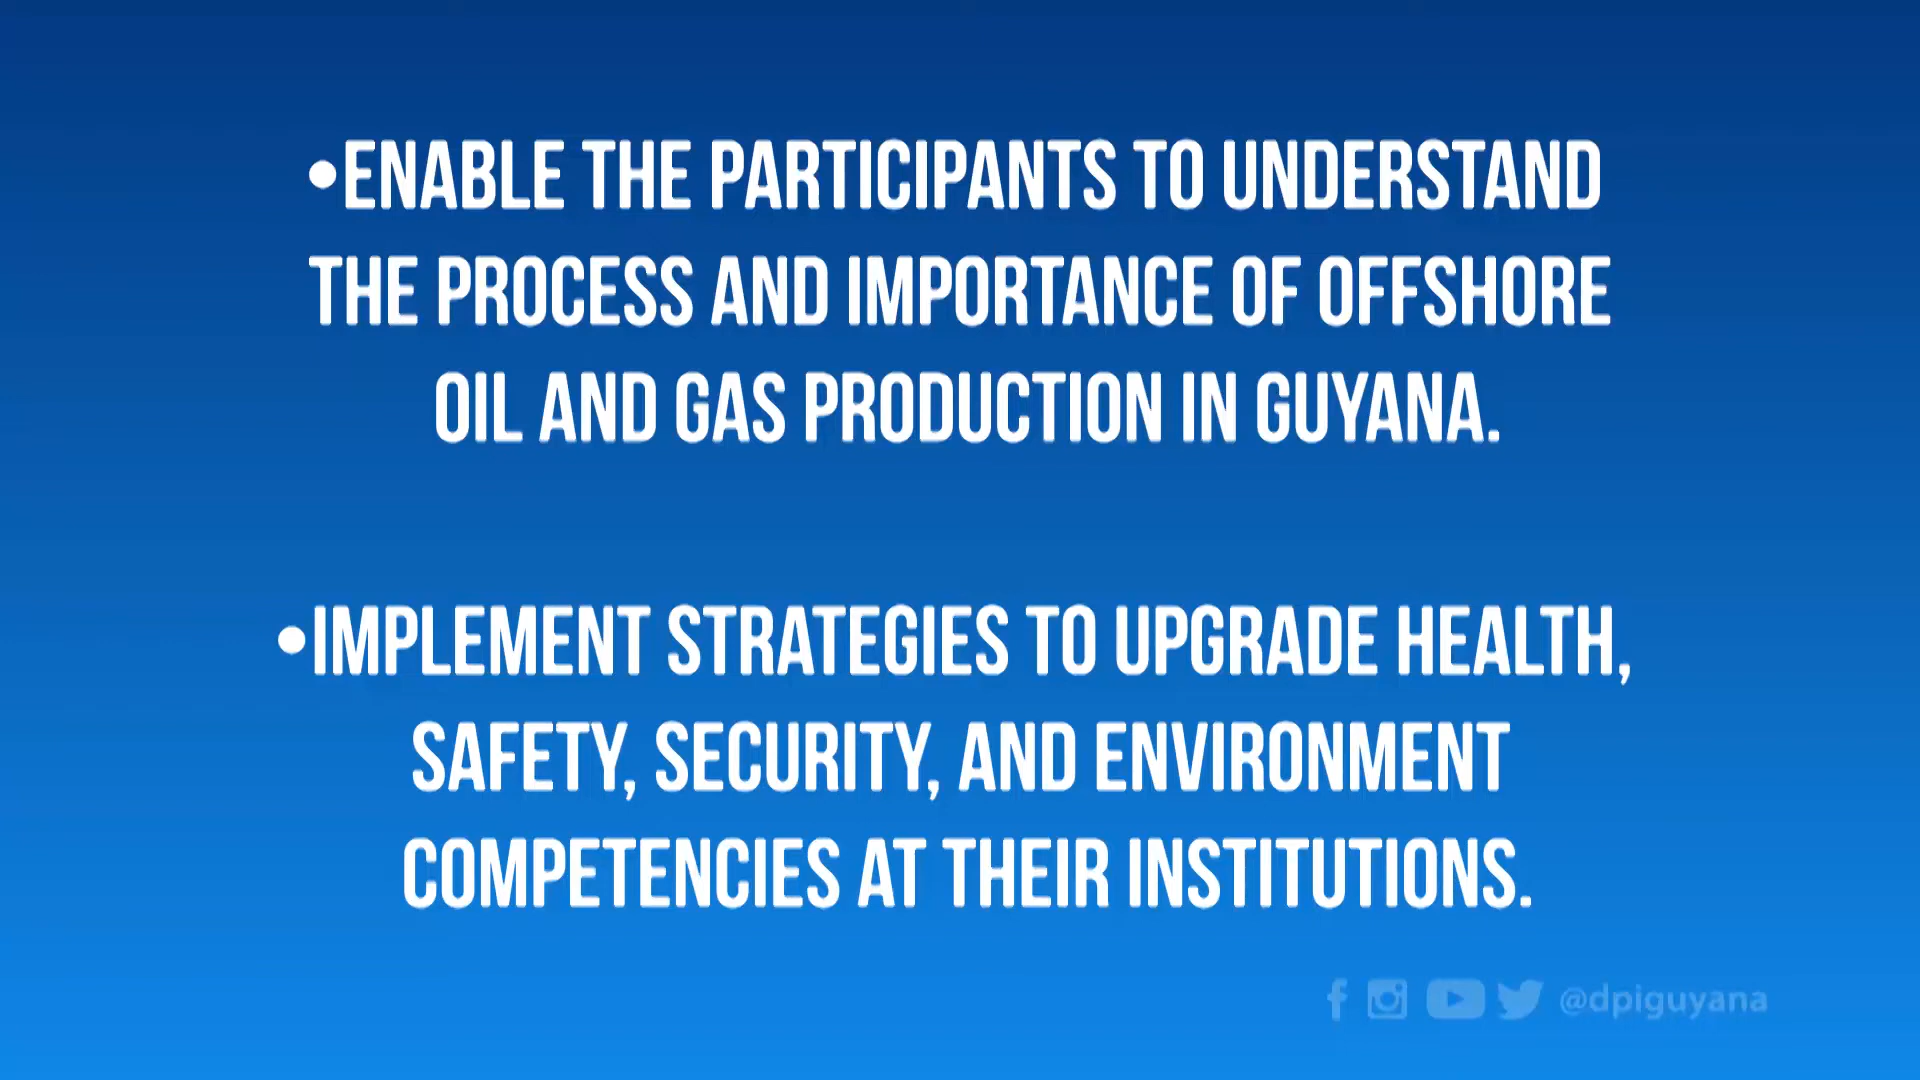 •ENABLE THE PARTICIPANTS TO UNDERSTAND
THE PROCESS AND IMPORTANCE OF OFFSHORE
OIL AND GAS PRODUCTION IN GUYANA.
•IMPLEMENT STRATEGIES TO UPGRADE HEALTH,
SAFETY, SECURITY, AND ENVIRONMENT
COMPETENCIES AT THEIR INSTITUTIONS.
@dpiguyana